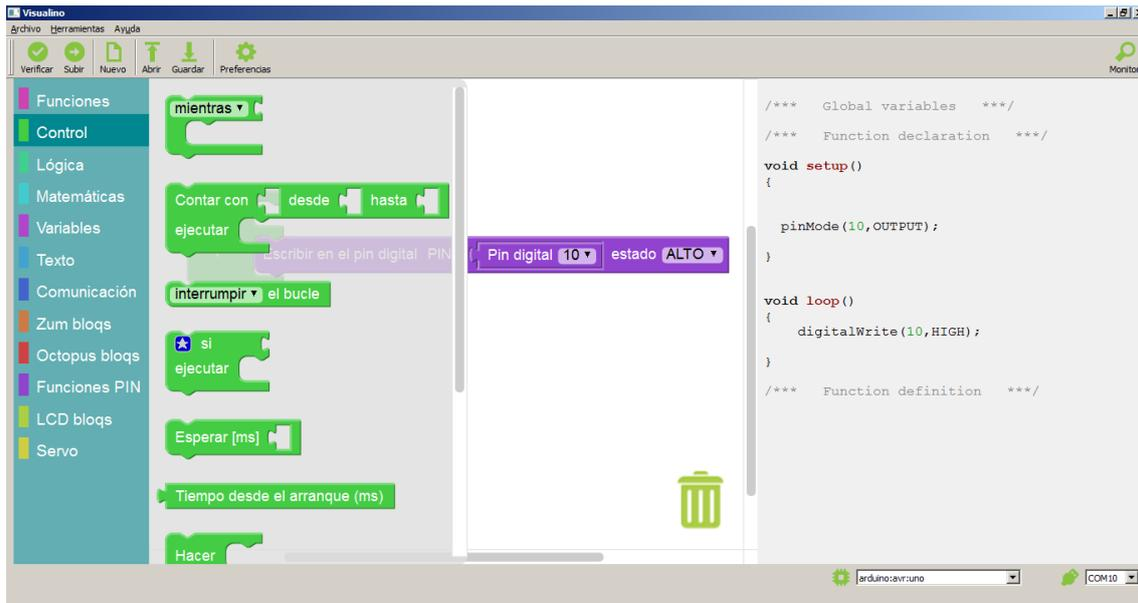 Visualino
Archivo Herramientas Ayuda
Verificar Subir Nuevo Abrir Guardar Preferencias Monitor
Funciones
Control
Lógica
Matemáticas
Variables
Texto
Comunicación
Zum bloqs
Octopus bloqs
Funciones PIN
LCD bloqs
Servo
mientras
Contar con desde hasta
ejecutar
Escribir en el pin digital PIN Pin digital 10 estado ALTO
interrumpir el bucle
si
ejecutar
Esperar [ms]
Tiempo desde el arranque (ms)
Hacer
/*** Global variables ***/
/*** Function declaration ***/
void setup()
{
pinMode(10,OUTPUT);
}
void loop()
{
digitalWrite(10,HIGH);
}
/*** Function definition ***/
arduino:avr:uno COM10